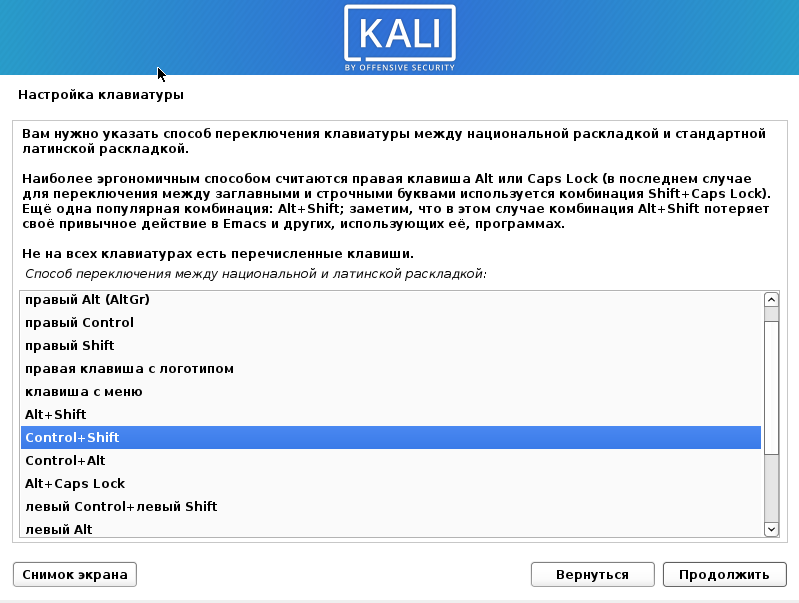 KALI
BY OFFENSIVE SECURITY
Настройка клавиатуры
Вам нужно указать способ переключения клавиатуры между национальной раскладкой и стандартной
латинской раскладкой.
Наиболее эргономичным способом считаются правая клавиша Alt или Caps Lock (в последнем случае
для переключения между заглавными и строчными буквами используется комбинация Shift+Caps Lock).
Ещё одна популярная комбинация: Alt+Shift; заметим, что в этом случае комбинация Alt+Shift потеряет
своё привычное действие в Emacs и других, использующих её, программах.
Не на всех клавиатурах есть перечисленные клавиши.
Способ переключения между национальной и латинской раскладкой:
правый Alt (AltGr)
правый Control
правый Shift
правая клавиша с логотипом
клавиша с меню
Alt+Shift
Control+Shift
Control+Alt
Alt+Caps Lock
левый Control+левый Shift
левый Alt
Снимок экрана
Вернуться
Продолжить